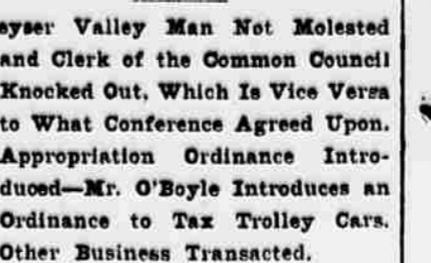 eyser Valley Man Not Molested
and Clerk of the Common Council
Knocked Out, Which Is Vice Versa
to What Conference Agreed Upon.
Appropriation Ordinance Intro-
duced—Mr. O'Boyle Introduces an
Ordinance to Tax Trolley Cars.
Other Business Transacted.